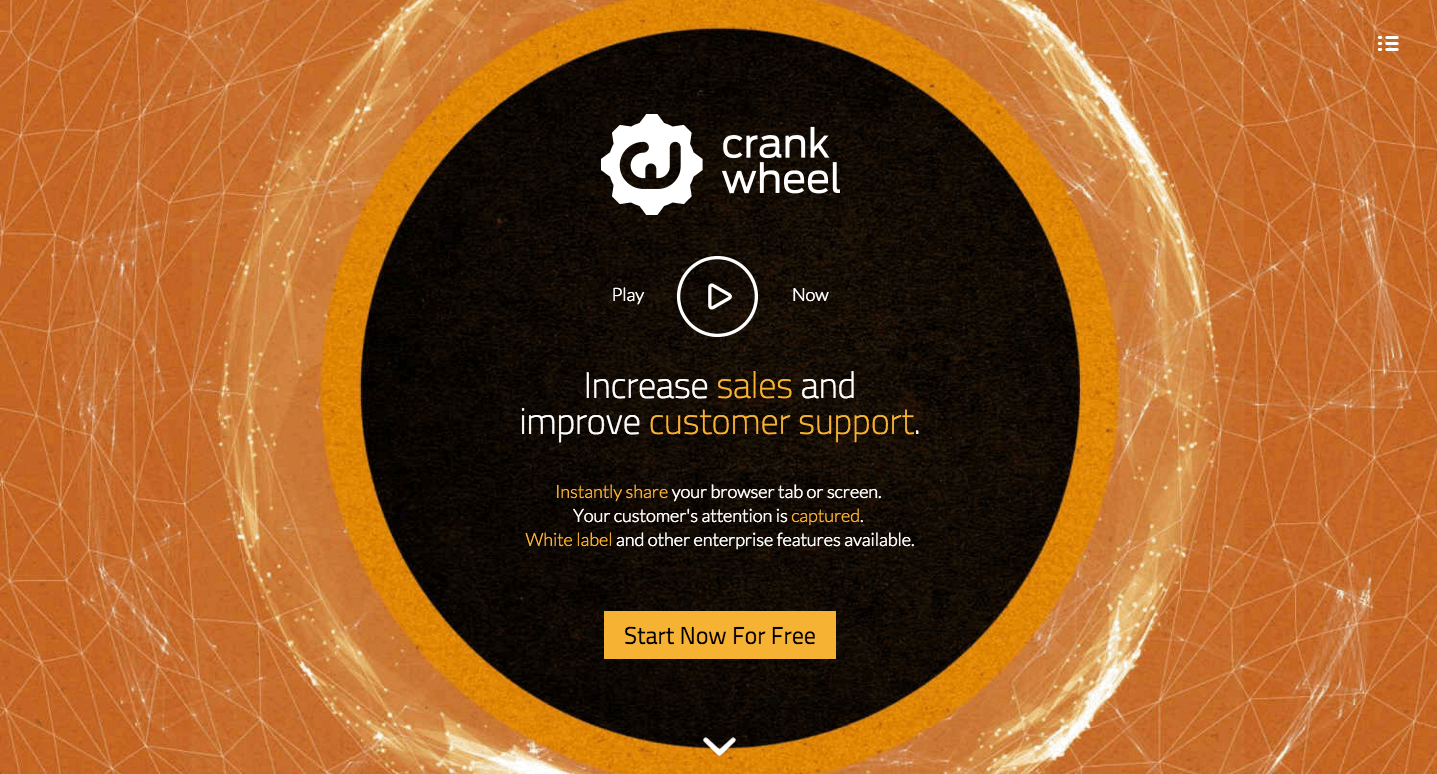 crank
wheel
Play
Now
Increase sales and
improve customer support.
Instantly share your browser tab or screen.
Your customer's attention is captured.
White label and other enterprise features available.
Start Now For Free